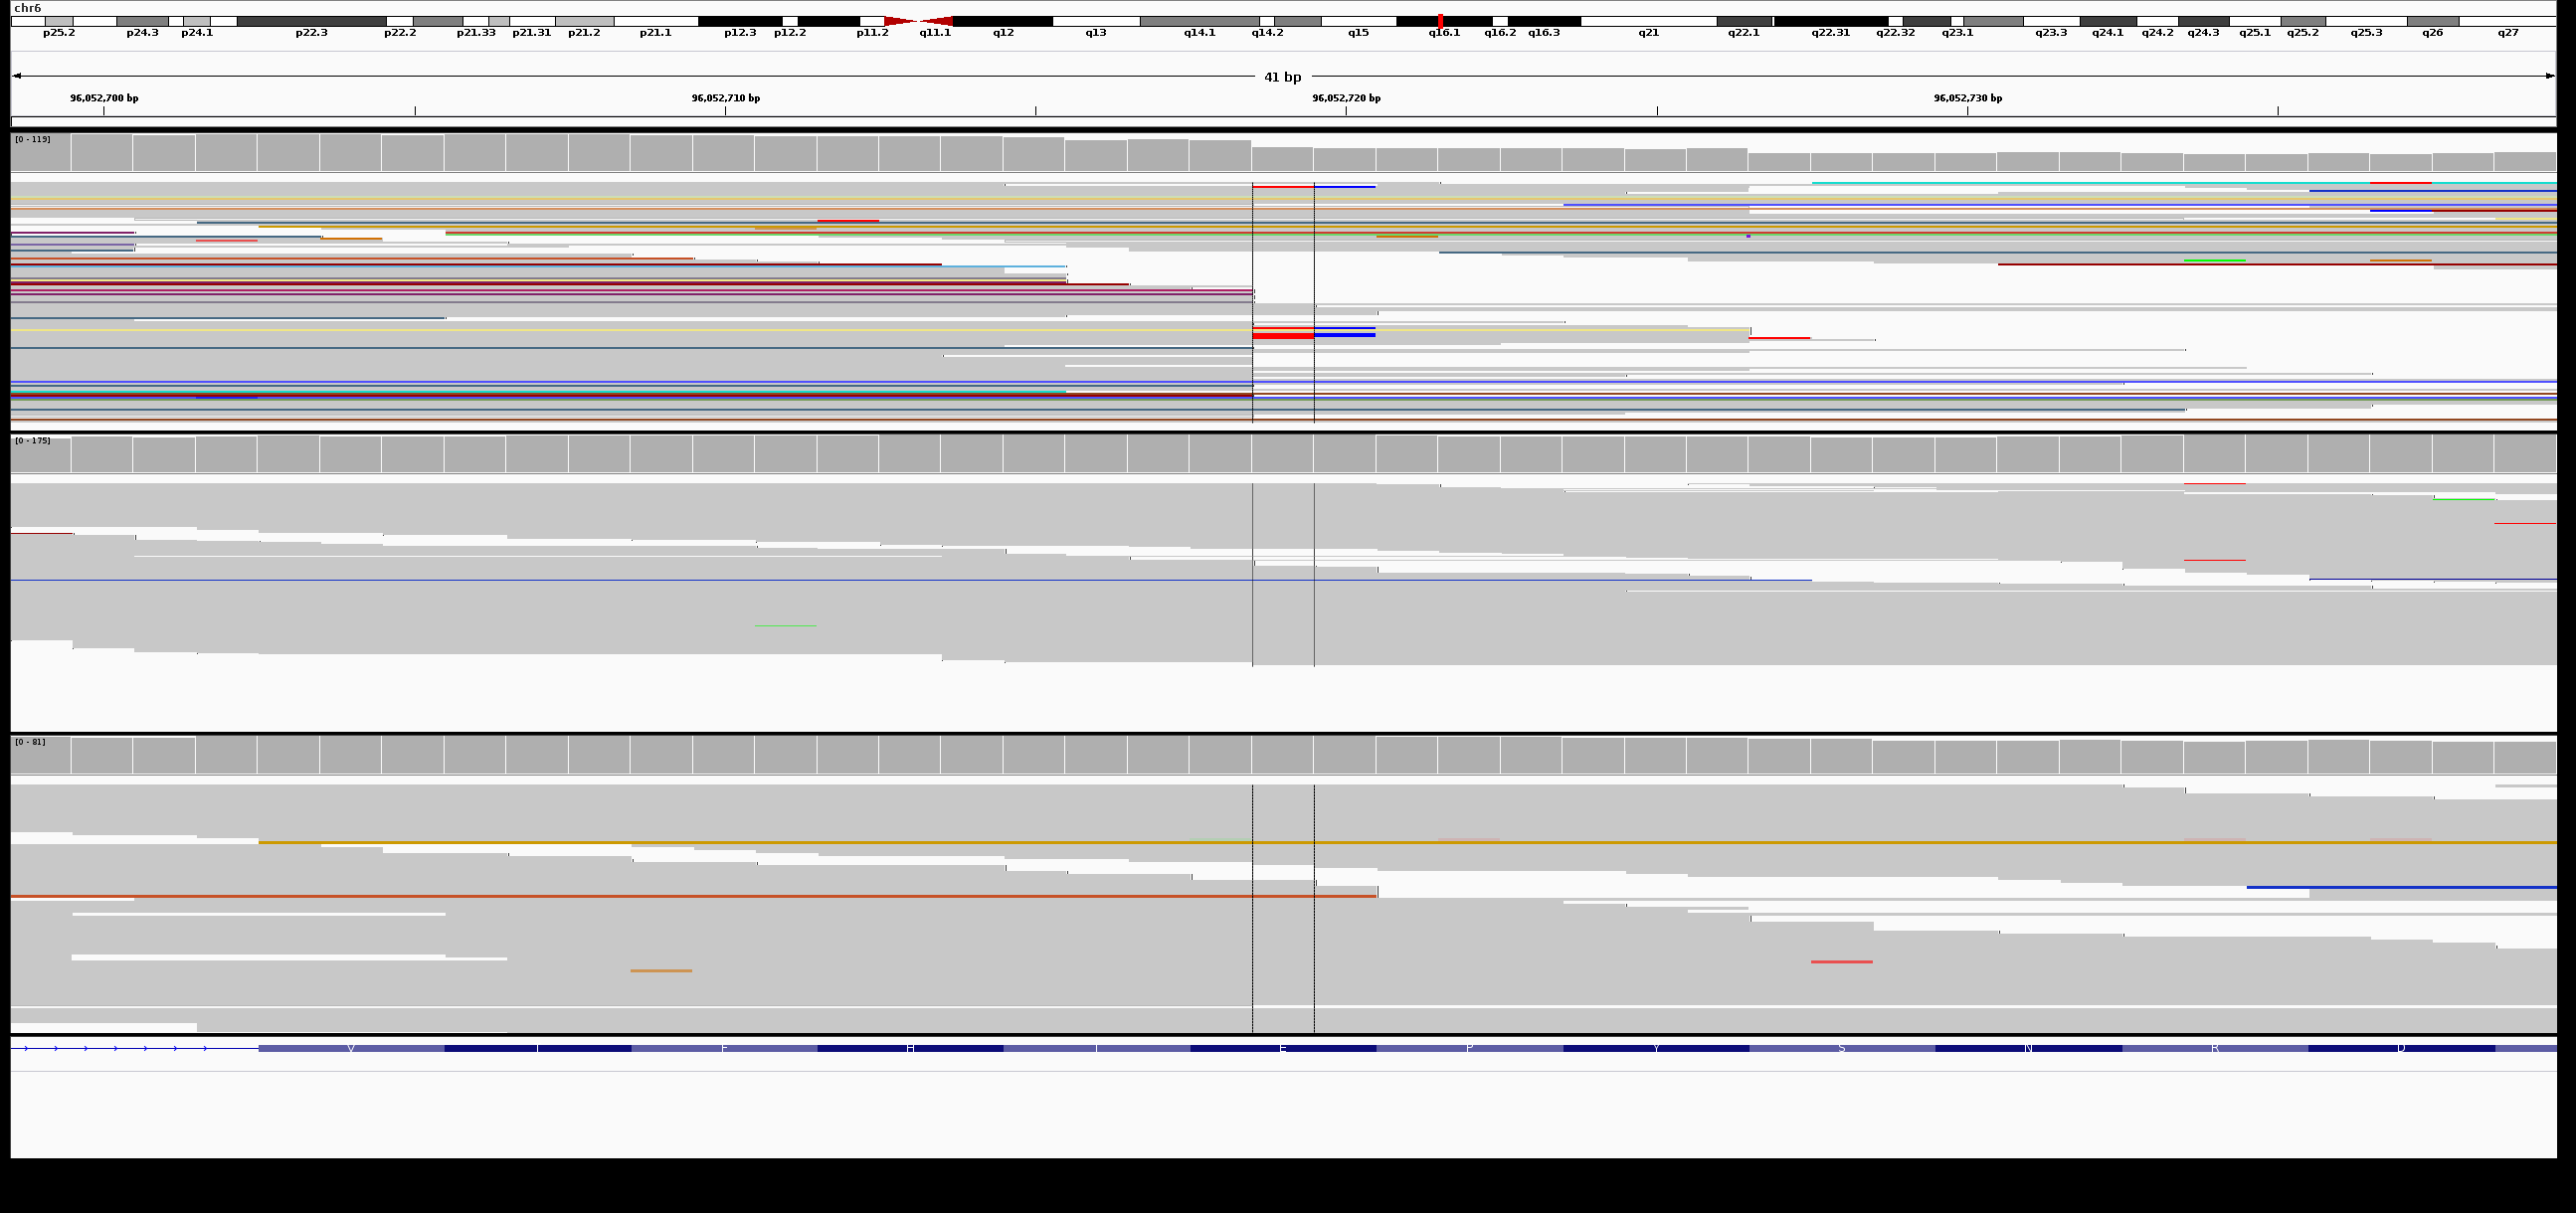 chr6
p25.2 p24.3 p24.1 p22.3 p22.2 p21.33 p21.31 p21.2 p21.1 p12.3 p12.2 p11.2 q11.1 q12 q13 q14.1 q14.2 q15 q16.1 q16.2 q16.3 q21 q22.1 q22.31 q22.32 q23.1 q23.3 q24.1 q24.2 q24.3 q25.1 q25.2 q25.3 q26 q27
41 bp
96,052,700 bp 96,052,710 bp 96,052,720 bp 96,052,730 bp
[0 - 119]
[0 - 175]
[0 - 81]
V I F H I E P Y S N R D